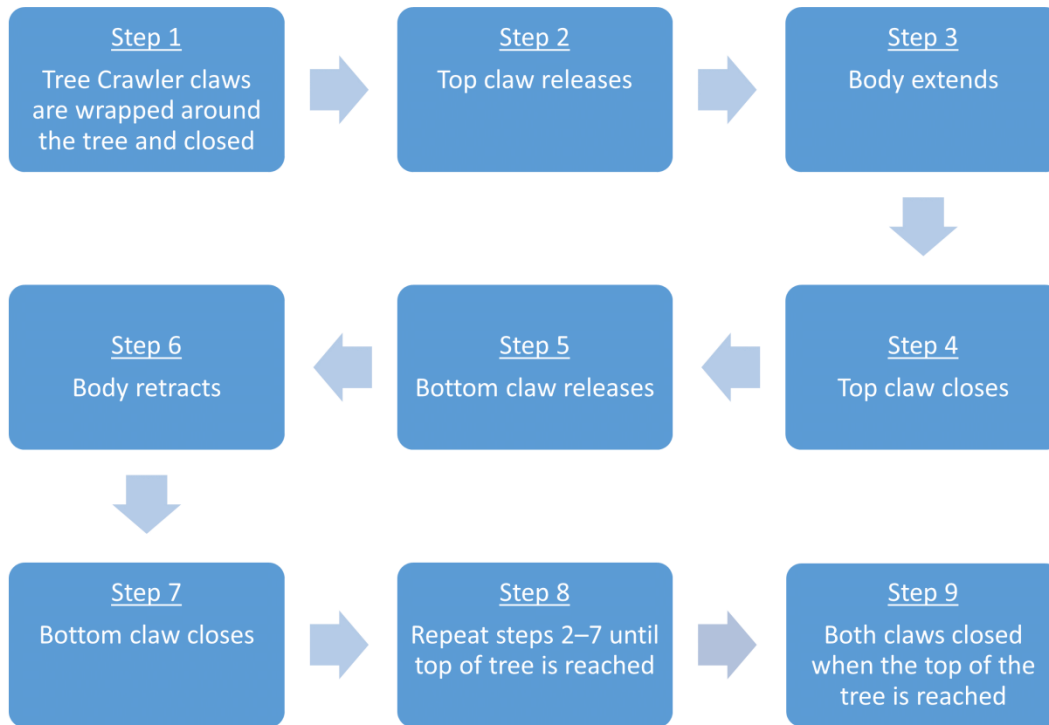 Step 1
Tree Crawler claws
are wrapped around
the tree and closed
Step 2
Top claw releases
Step 3
Body extends
Step 4
Top claw closes
Step 5
Bottom claw releases
Step 6
Body retracts
Step 7
Bottom claw closes
Step 8
Repeat steps 2–7 until
top of tree is reached
Step 9
Both claws closed
when the top of the
tree is reached